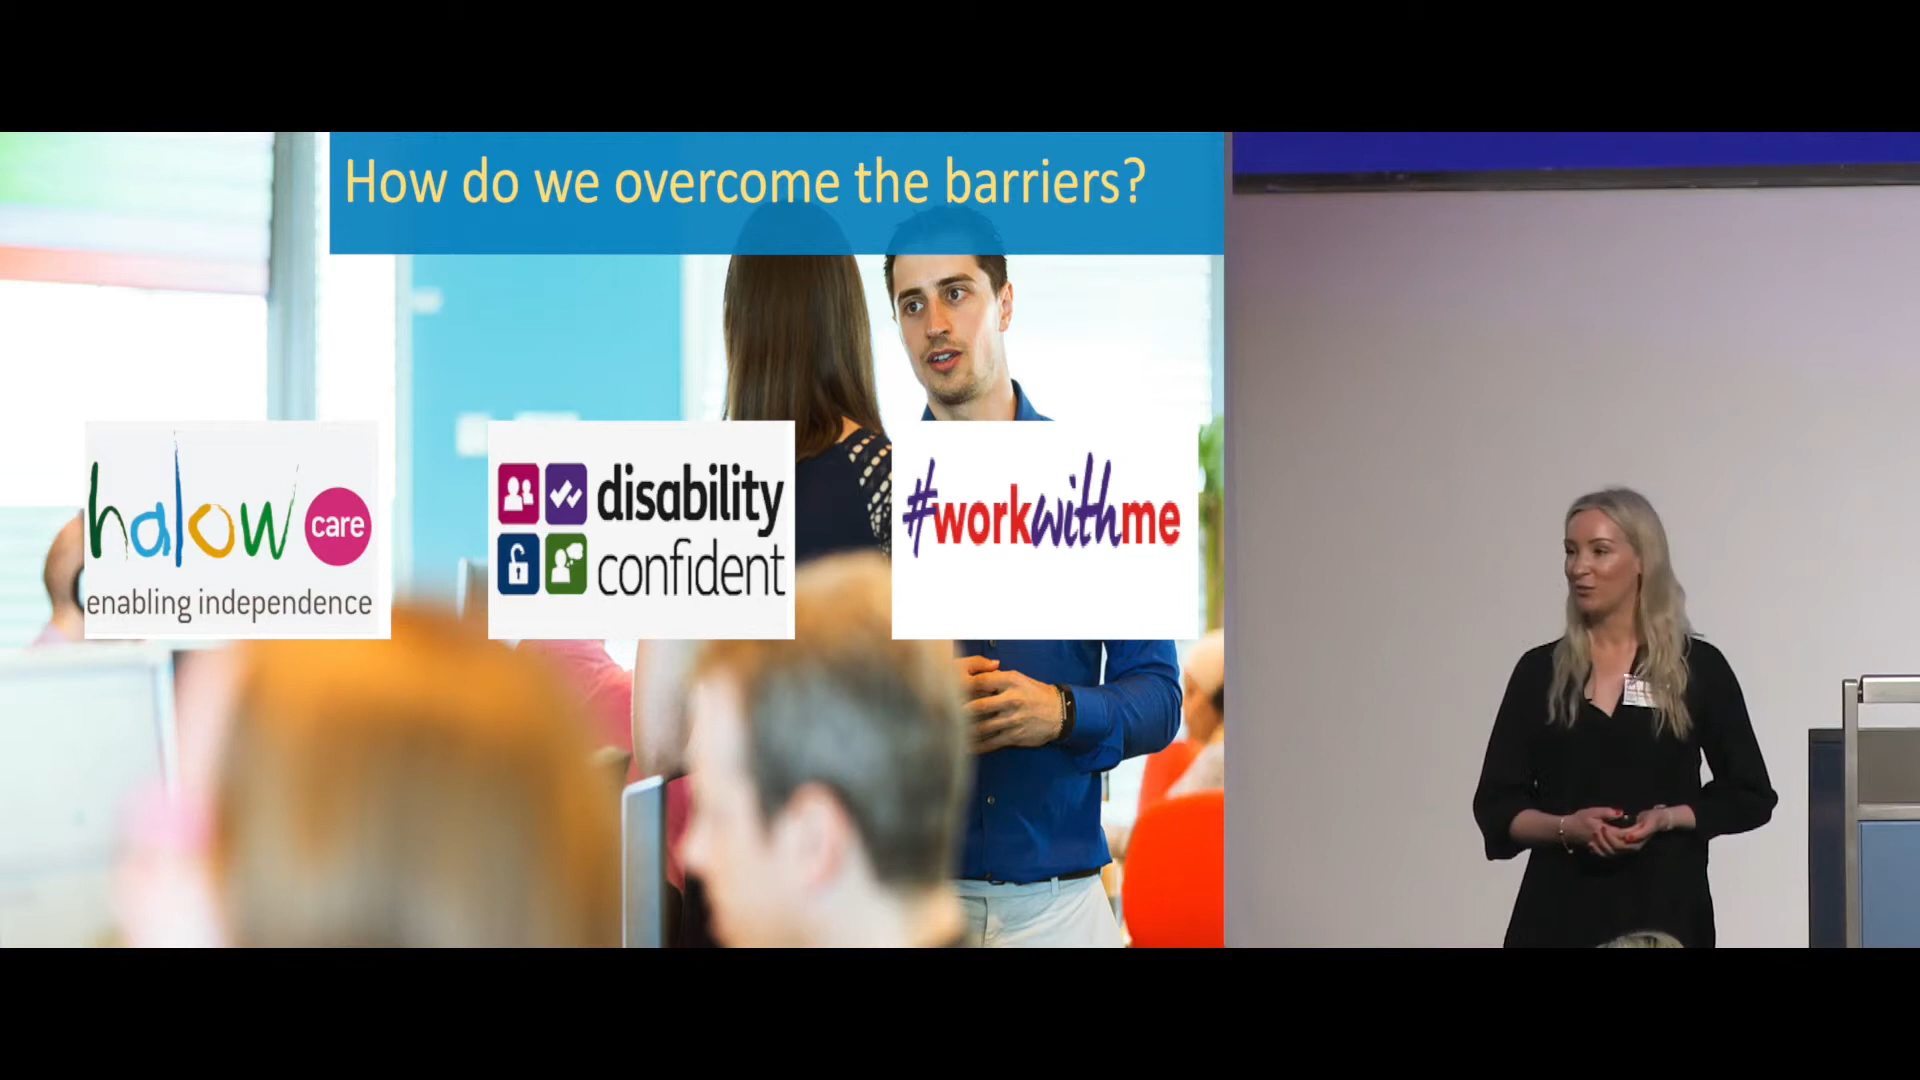 How do we overcome the barriers?
halow care
enabling independence
disability
confident
#workwithme